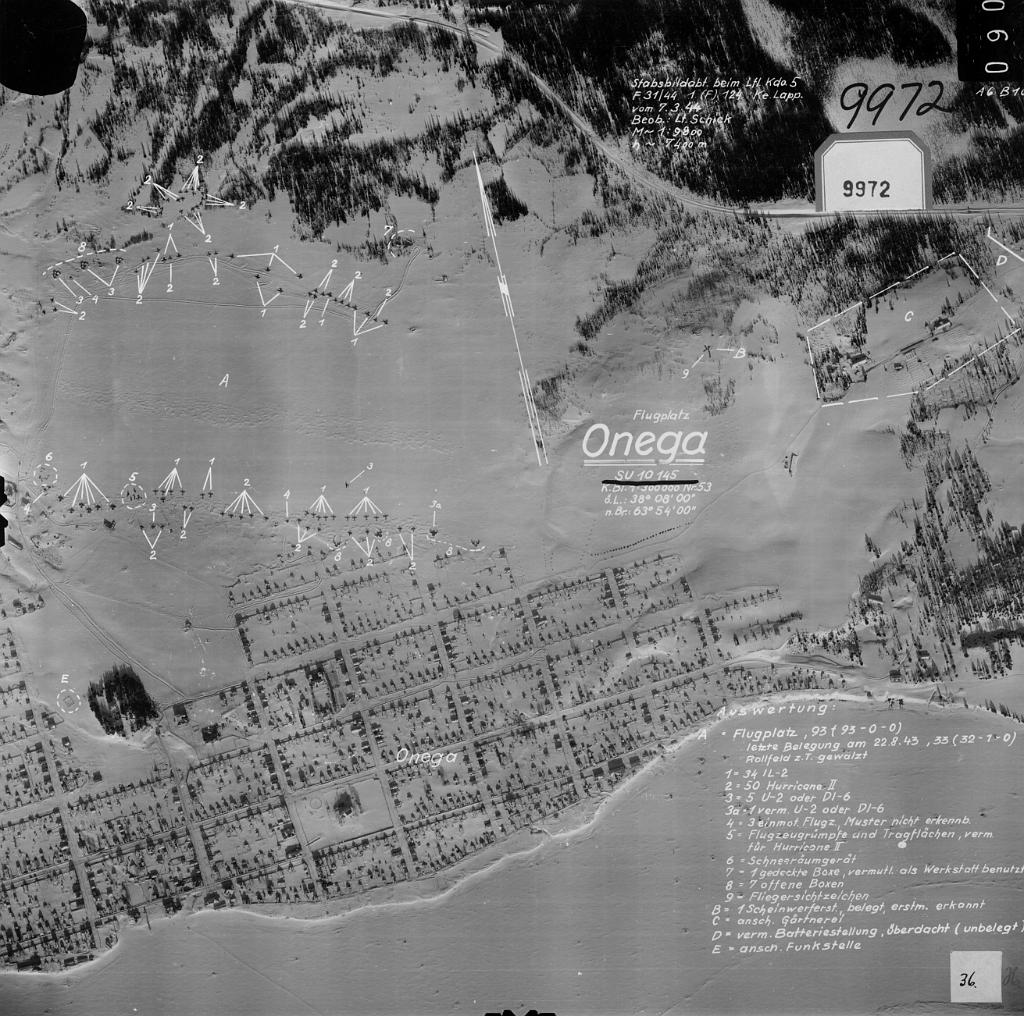 060
A6 B10
Stabsbildabt. beim Lfl. Kdo. 5
F 31/44 1 (F) 124 Ke. Lapp.
vom 7.3.44
Beob.: Lt. Schick
M ~ 1:9800
h ~ 7400 m
9972
9972
2
2
2
2
2
1
8
7
1
D
3
4
3
2
2
2
2
2
2
1
2
1
2
1
C
9
B
A
Flugplatz
Onega
SU 10 145
K.Bl. 1:300000 Nr. 53
ö.L.: 38° 08' 00"
n.Br.: 63° 54' 00"
6
1
5
1
1
2
4
1
1
3
3a
4
3
2
2
2
8
2
8
2
8
E
Onega
Auswertung:
A = Flugplatz, 93 (93-0-0)
letzte Belegung am 22.8.43, 33 (32-1-0)
Rollfeld z.T. gewalzt
1 = 34 IL-2
2 = 50 Hurricane II
3 = 5 U-2 oder DI-6
3a = 1 verm. U-2 oder DI-6
4 = 3 einmot. Flugz., Muster nicht erkennb.
5 = Flugzeugrümpfe und Tragflächen, verm.
für Hurricane II
6 = Schneeräumgerät
7 - 1 gedeckte Boxe, vermutl. als Werkstatt benutzt
8 = 7 offene Boxen
9 - Fliegersichtzeichen
B = 1 Scheinwerferst., belegt, erstm. erkannt
C = ansch. Gärtnerei
D = verm. Batteriestellung, überdacht (unbelegt)
E = ansch. Funkstelle
36.